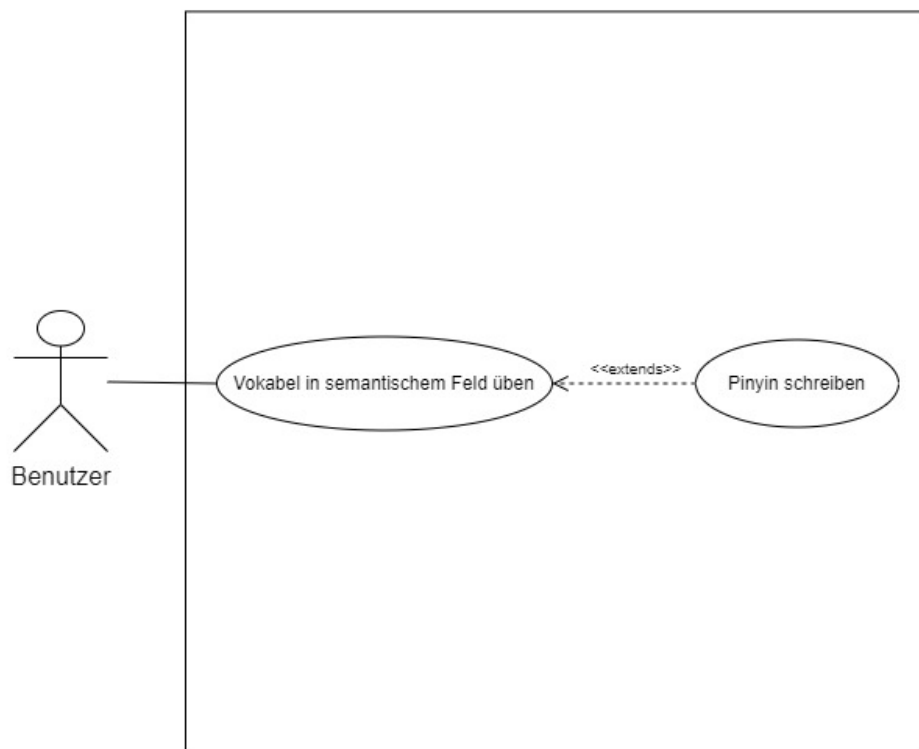 Vokabel in semantischem Feld üben
<<extends>>
Pinyin schreiben
Benutzer